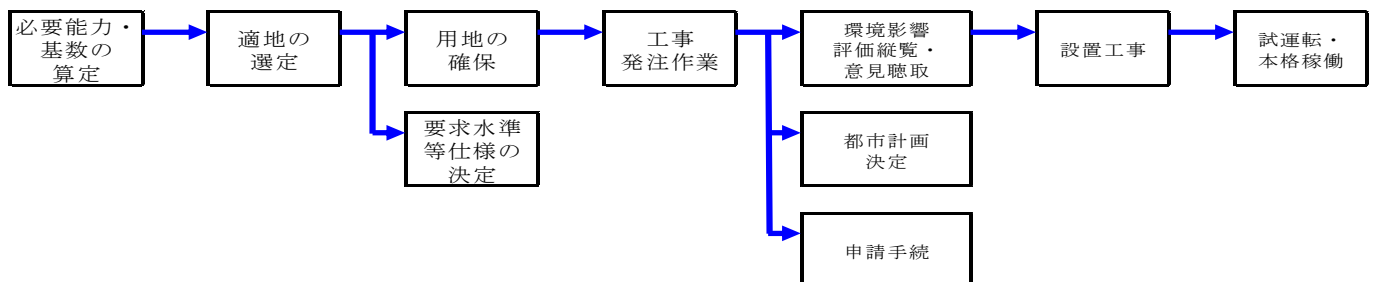 必要能力・
基数の
算定
適地の
選定
用地の
確保
工事
発注作業
環境影響
評価縦覧・
意見聴取
設置工事
試運転・
本格稼働
要求水準
等仕様の
決定
都市計画
決定
申請手続